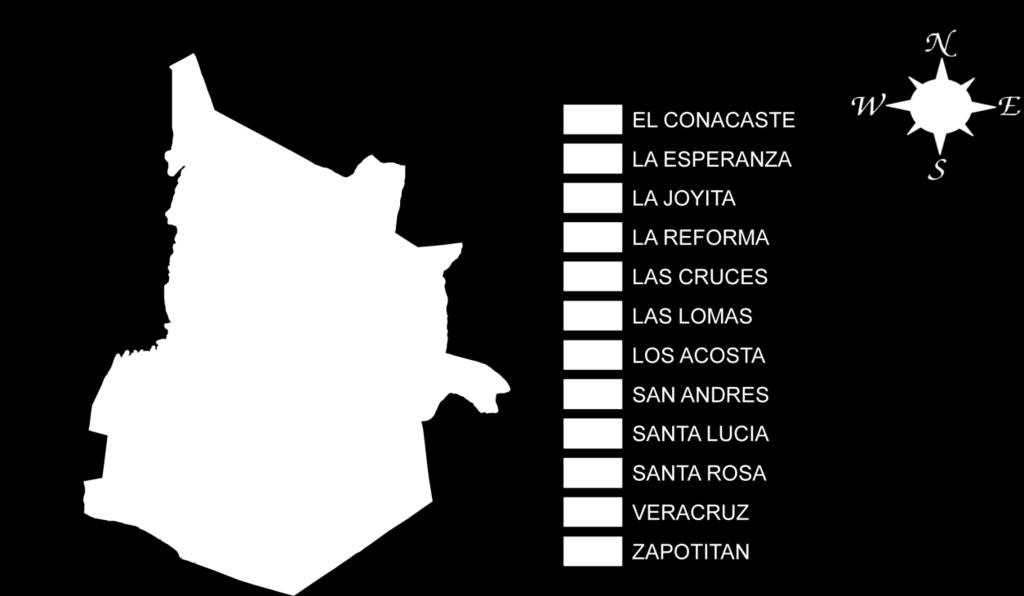 N
W E
S
EL CONACASTE
LA ESPERANZA
LA JOYITA
LA REFORMA
LAS CRUCES
LAS LOMAS
LOS ACOSTA
SAN ANDRES
SANTA LUCIA
SANTA ROSA
VERACRUZ
ZAPOTITAN